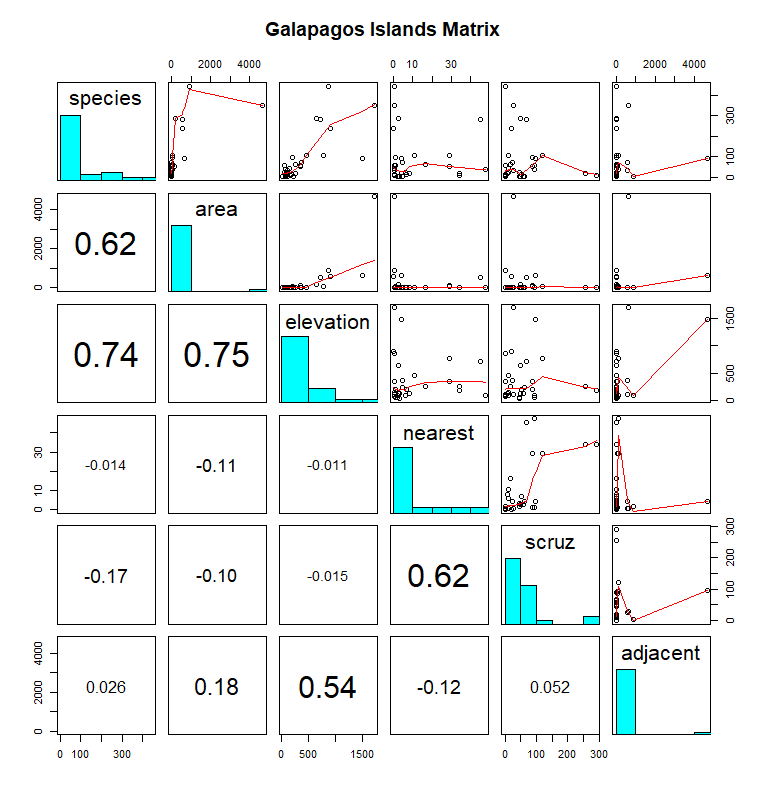 Galapagos Islands Matrix
0 2000 4000 0 10 30 0 2000 4000
species
0 100 300
area
0 2000 4000
0.62
elevation
0 500 1500
0.74 0.75
nearest
0 10 30
-0.014 -0.11 -0.011
scruz
0 100 200 300
-0.17 -0.10 -0.015 0.62
adjacent
0 2000 4000
0.026 0.18 0.54 -0.12 0.052
0 100 300 0 500 1500 0 100 200 300